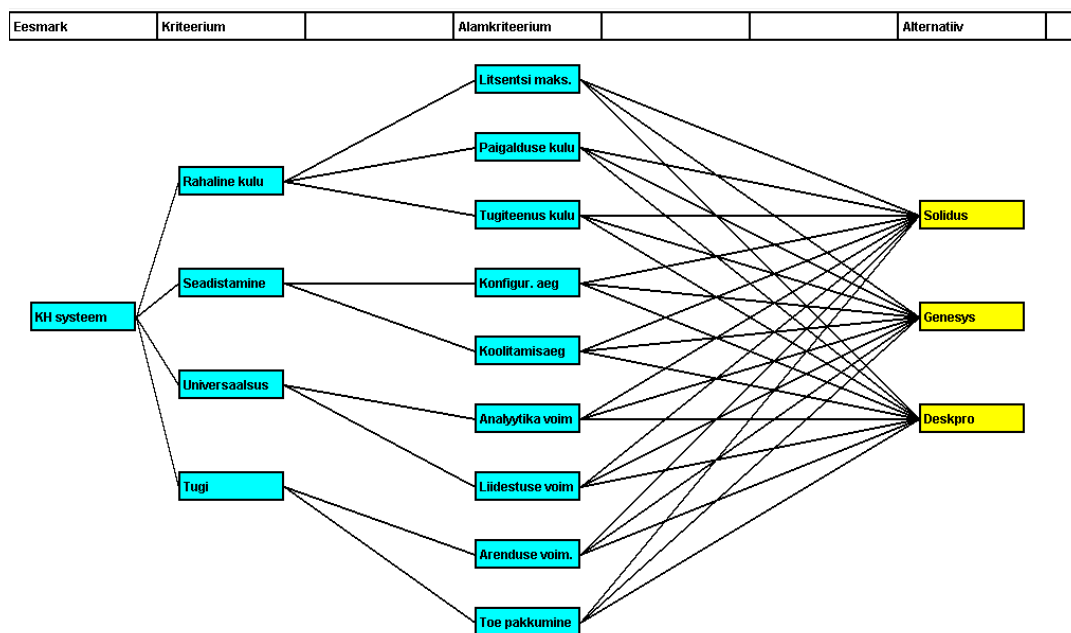 Eesmark
Kriteerium
Alamkriteerium
Alternatiiv
Litsentsi maks.
Paigalduse kulu
Rahaline kulu
Tugiteenus kulu
Solidus
Seadistamine
Konfigur. aeg
KH systeem
Genesys
Koolitamisaeg
Universaalsus
Analyytika voim
Deskpro
Tugi
Liidestuse voim
Arenduse voim.
Toe pakkumine